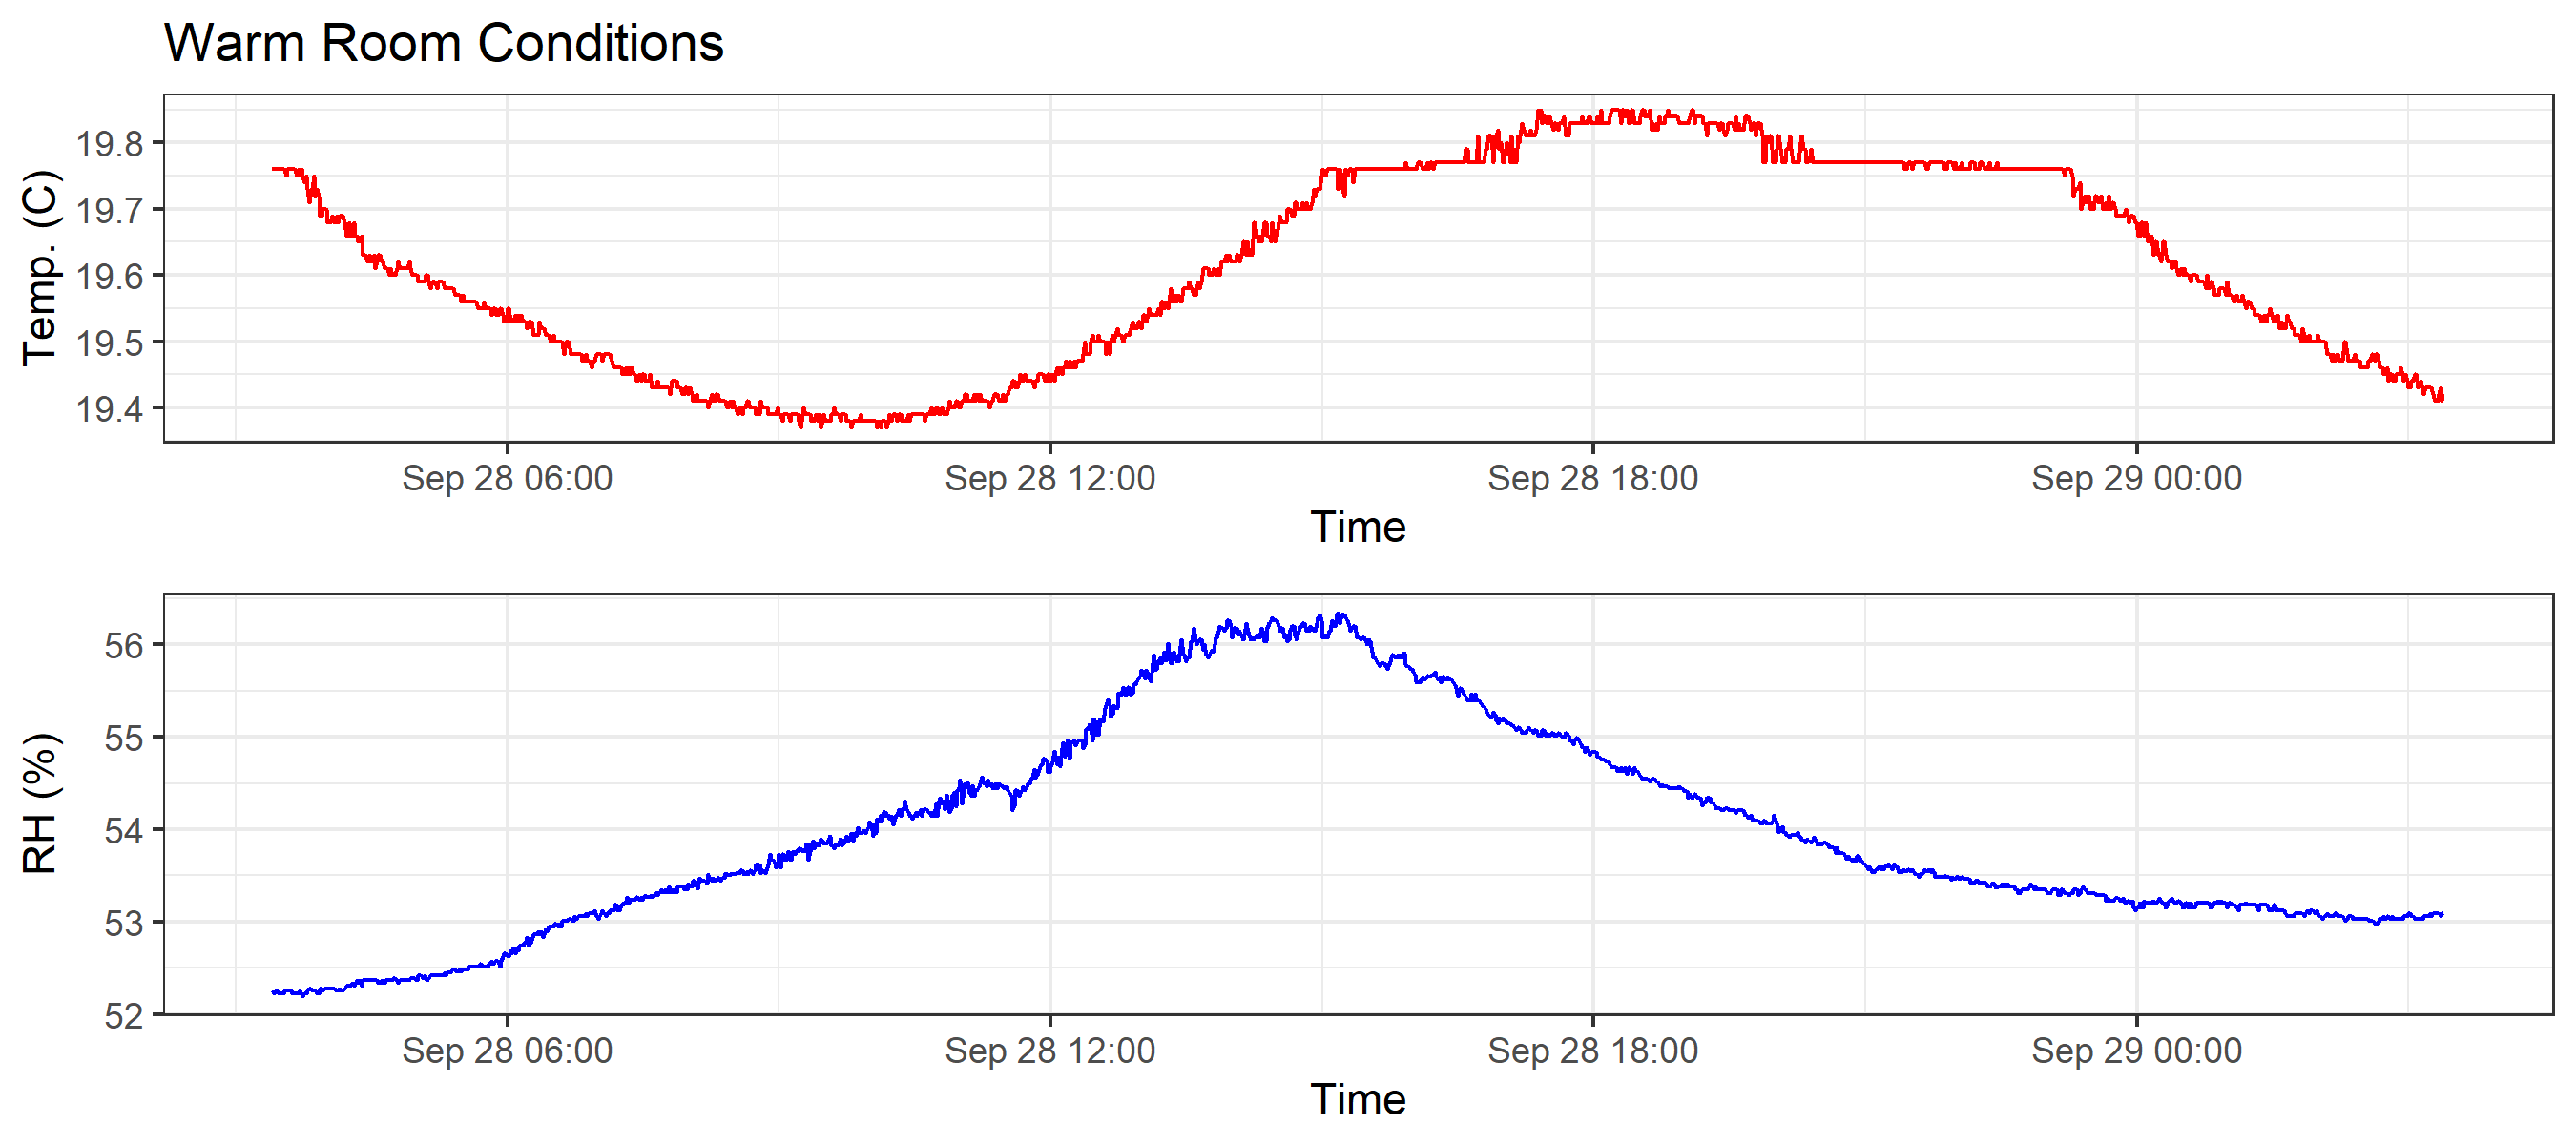 Warm Room Conditions
Temp. (C)
19.8
19.7
19.6
19.5
19.4
Sep 28 06:00 Sep 28 12:00 Sep 28 18:00 Sep 29 00:00
Time
RH (%)
56
55
54
53
52
Sep 28 06:00 Sep 28 12:00 Sep 28 18:00 Sep 29 00:00
Time